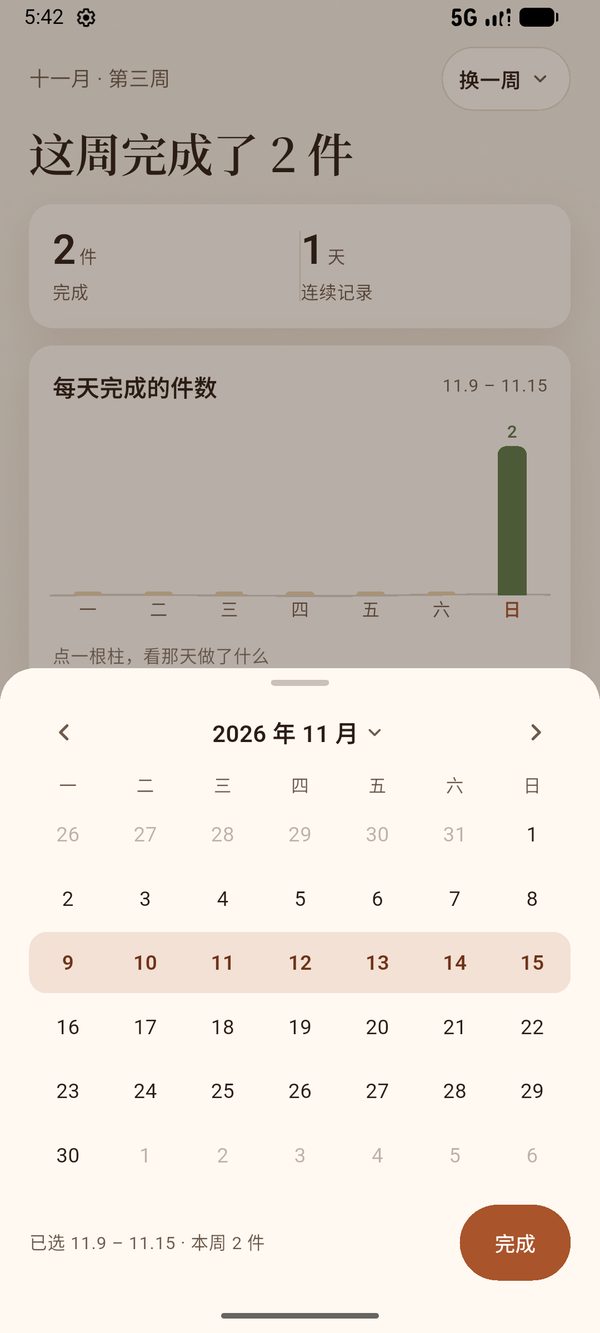 5:42 5G
十一月 · 第三周 换一周
这周完成了 2 件
2 件 1 天
完成 连续记录
每天完成的件数 11.9 – 11.15
2
一 二 三 四 五 六 日
点一根柱，看那天做了什么
2026 年 11 月
一 二 三 四 五 六 日
26 27 28 29 30 31 1
2 3 4 5 6 7 8
9 10 11 12 13 14 15
16 17 18 19 20 21 22
23 24 25 26 27 28 29
30 1 2 3 4 5 6
已选 11.9 – 11.15 · 本周 2 件 完成